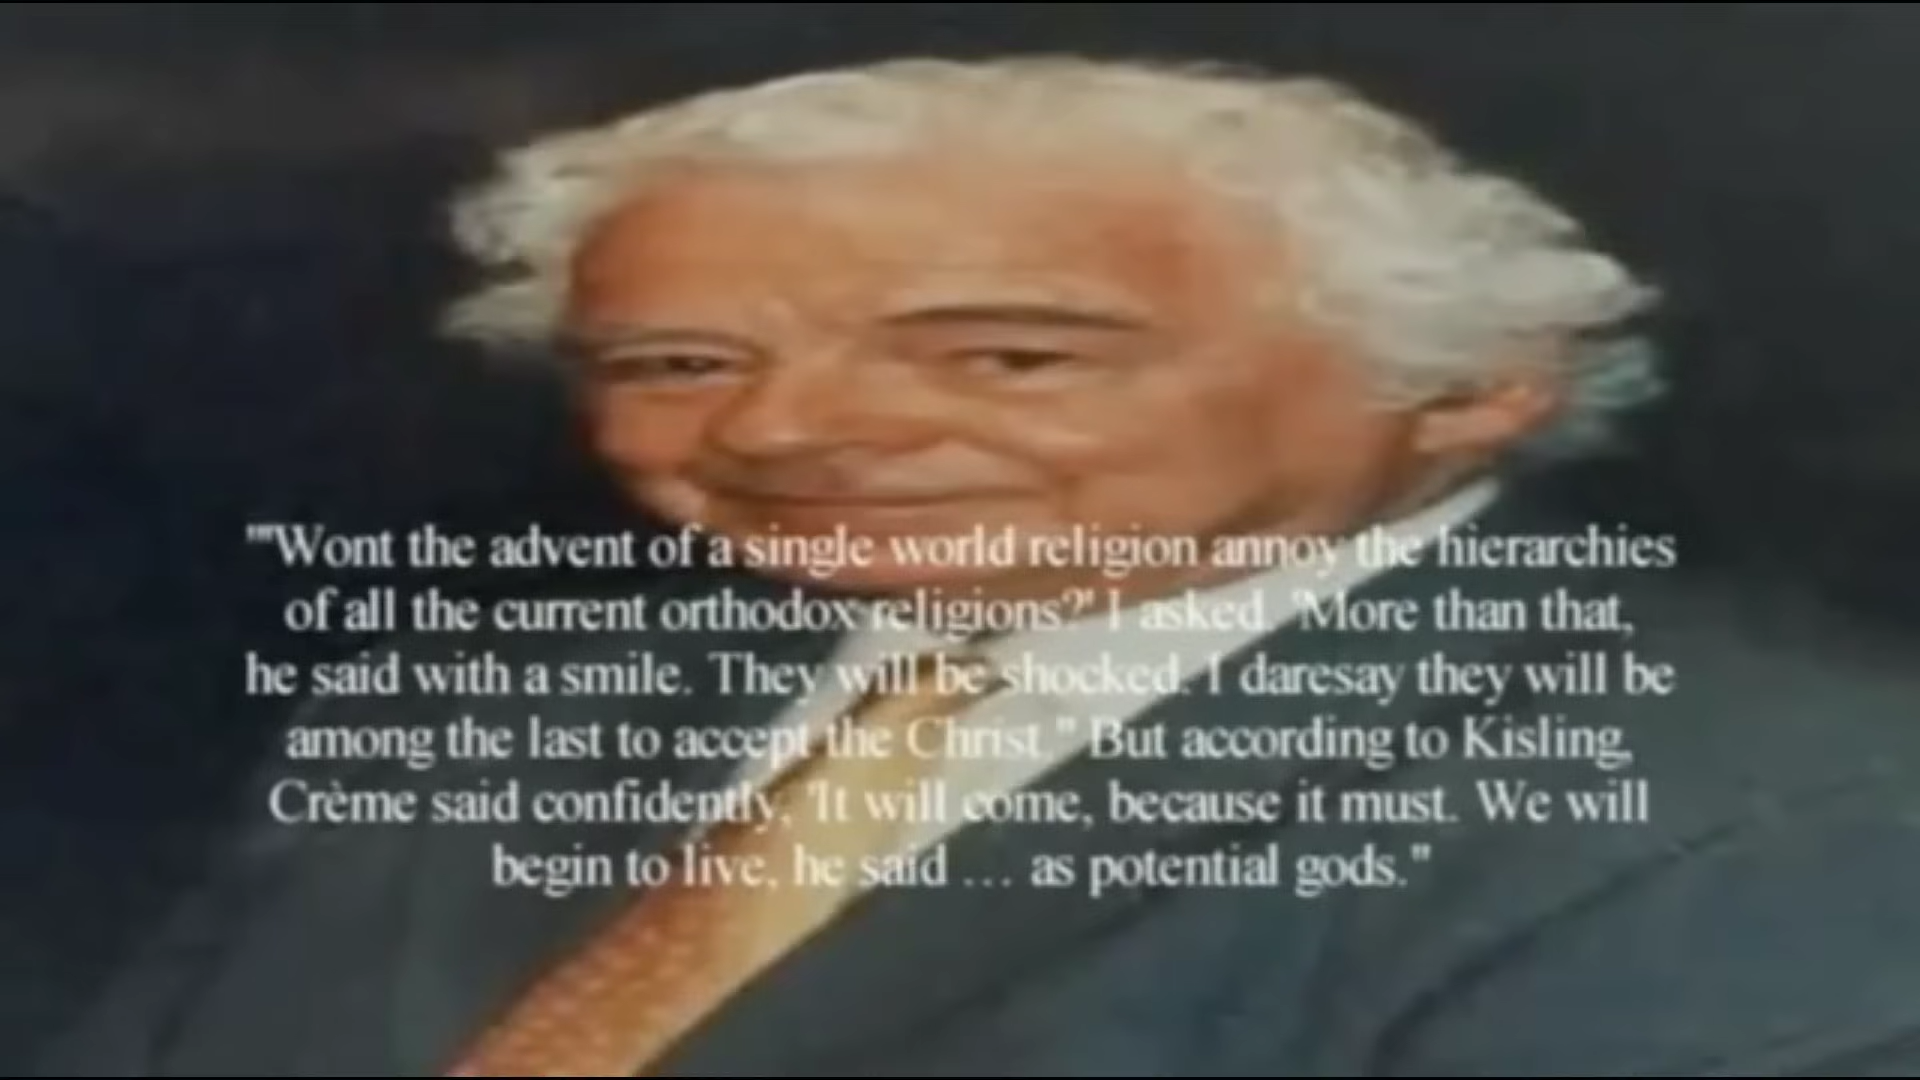 "'Wont the advent of a single world religion annoy the hierarchies
of all the current orthodox religions?' I asked. 'More than that,
he said with a smile. They will be shocked. I daresay they will be
among the last to accept the Christ." But according to Kisling,
Crème said confidently, 'It will come, because it must. We will
begin to live, he said ... as potential gods."